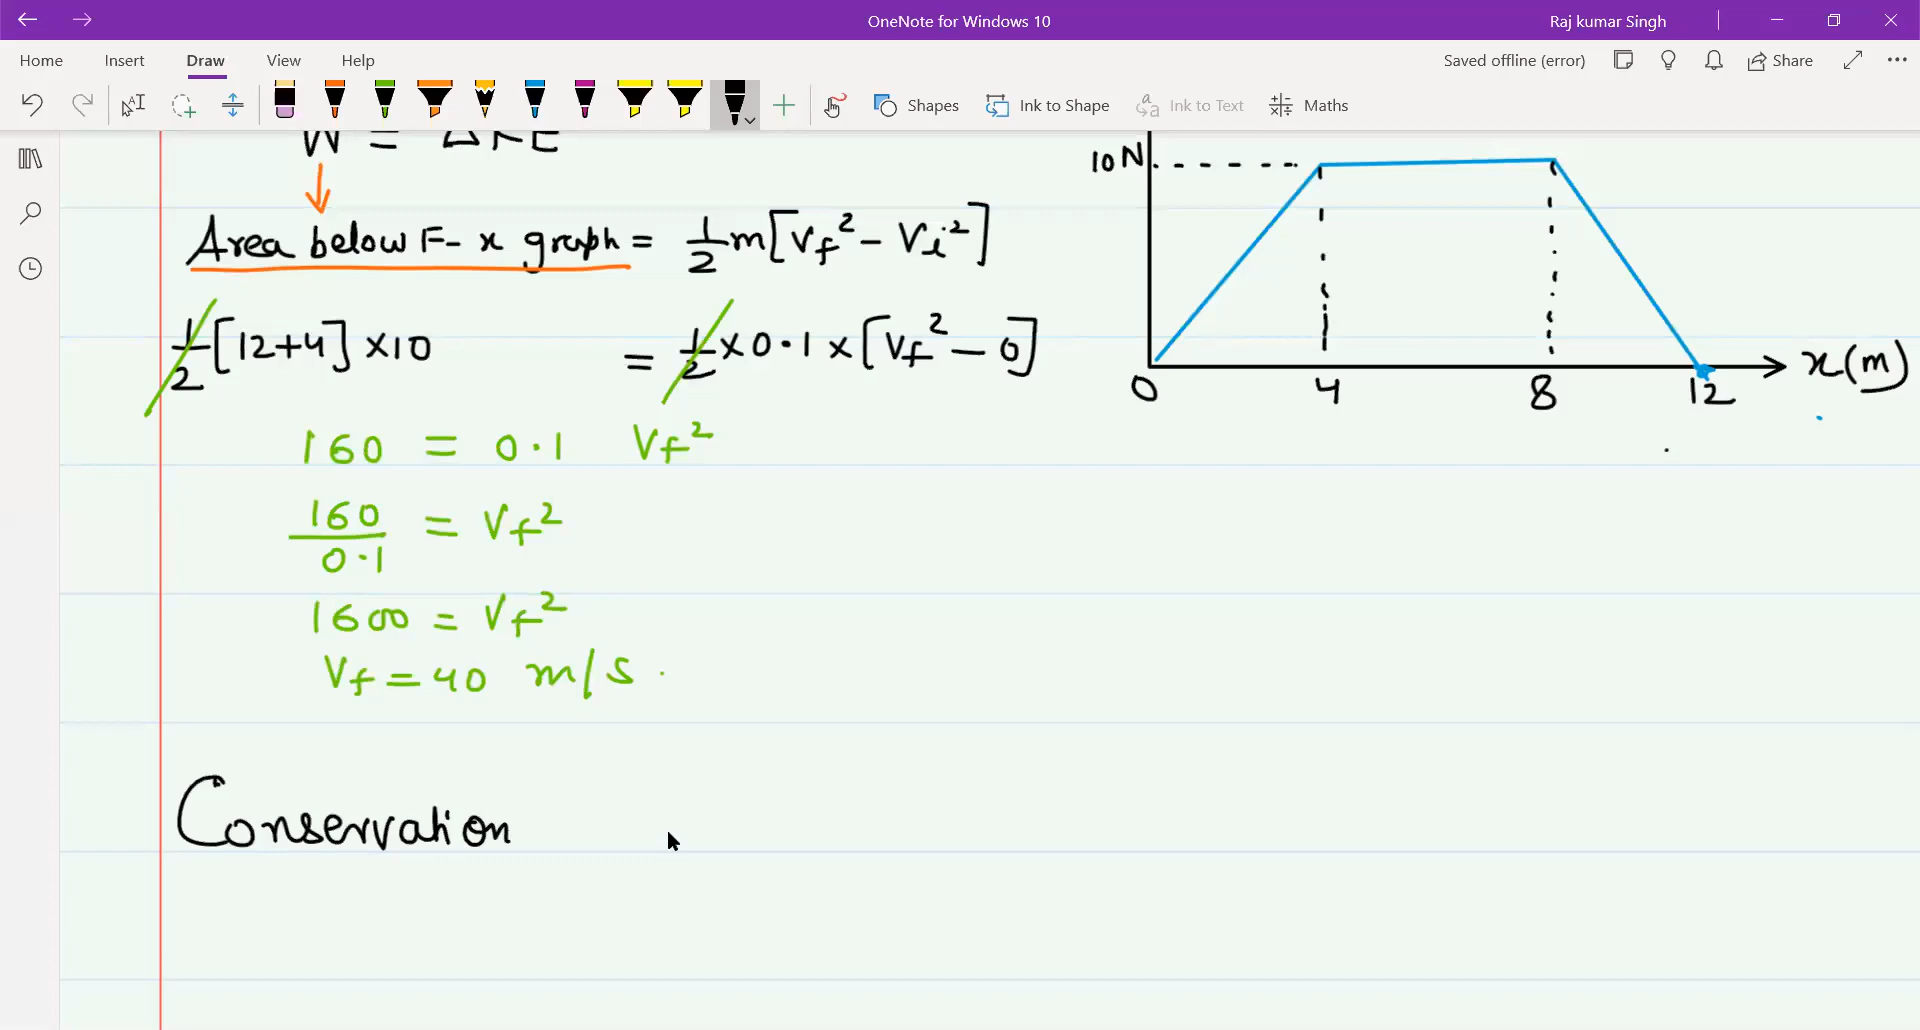 OneNote for Windows 10
Raj kumar Singh
Home Insert Draw View Help
Saved offline (error)
Share
Shapes Ink to Shape Ink to Text Maths
W = ΔKE
Area below F-x graph = 1/2 m[Vf² - Vi²]
1/2 [12+4] ×10 = 1/2 ×0.1 × [Vf² - 0]
160 = 0.1 Vf²
160/0.1 = Vf²
1600 = Vf²
Vf = 40 m/s.
Conservation
10N
0 4 8 12 x(m)